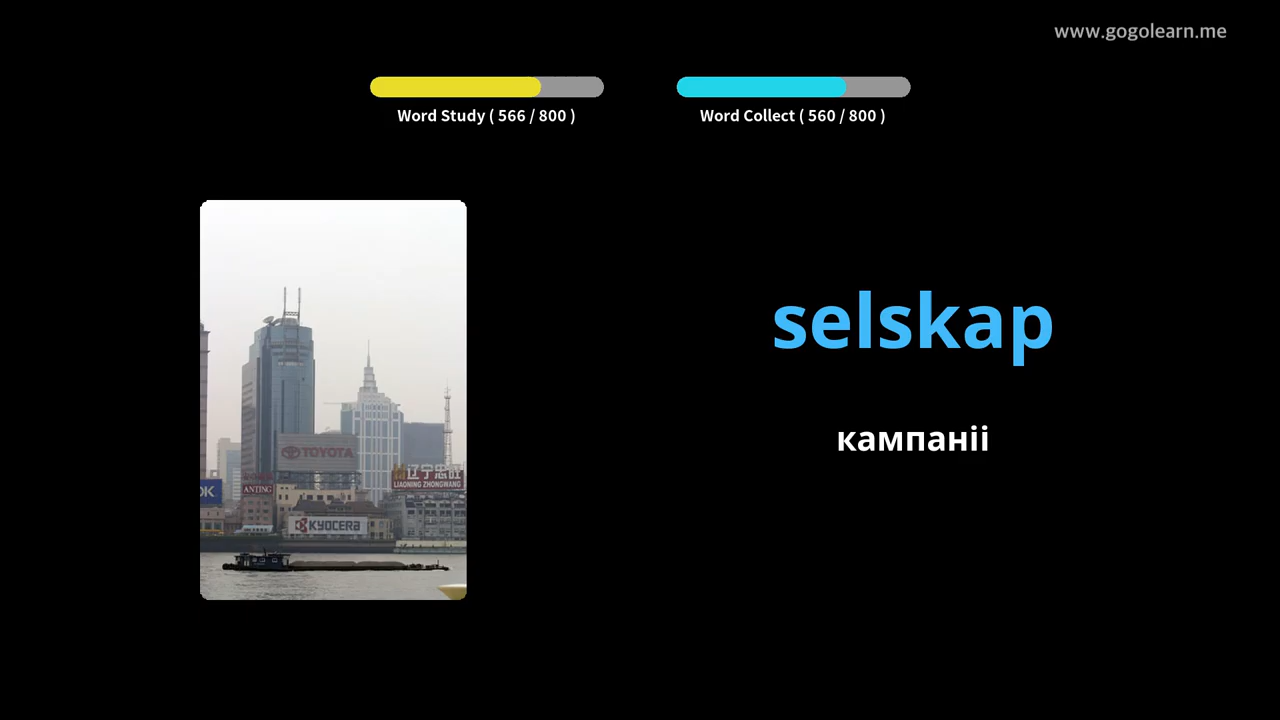 www.gogolearn.me
Word Study ( 566 / 800 )
Word Collect ( 560 / 800 )
selskap
кампаніі
TOYOTA
辽宁忠旺
LIAONING ZHONGWANG
ANTING
KYOCERA